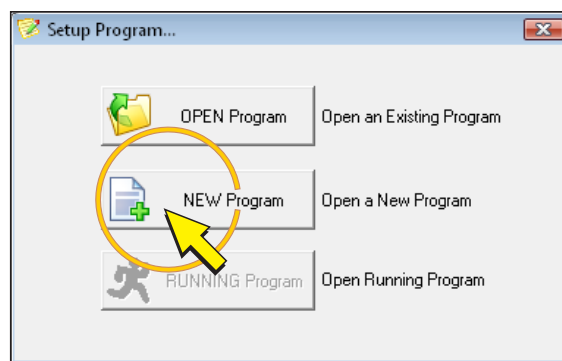 Setup Program...
OPEN Program Open an Existing Program
NEW Program Open a New Program
RUNNING Program Open Running Program